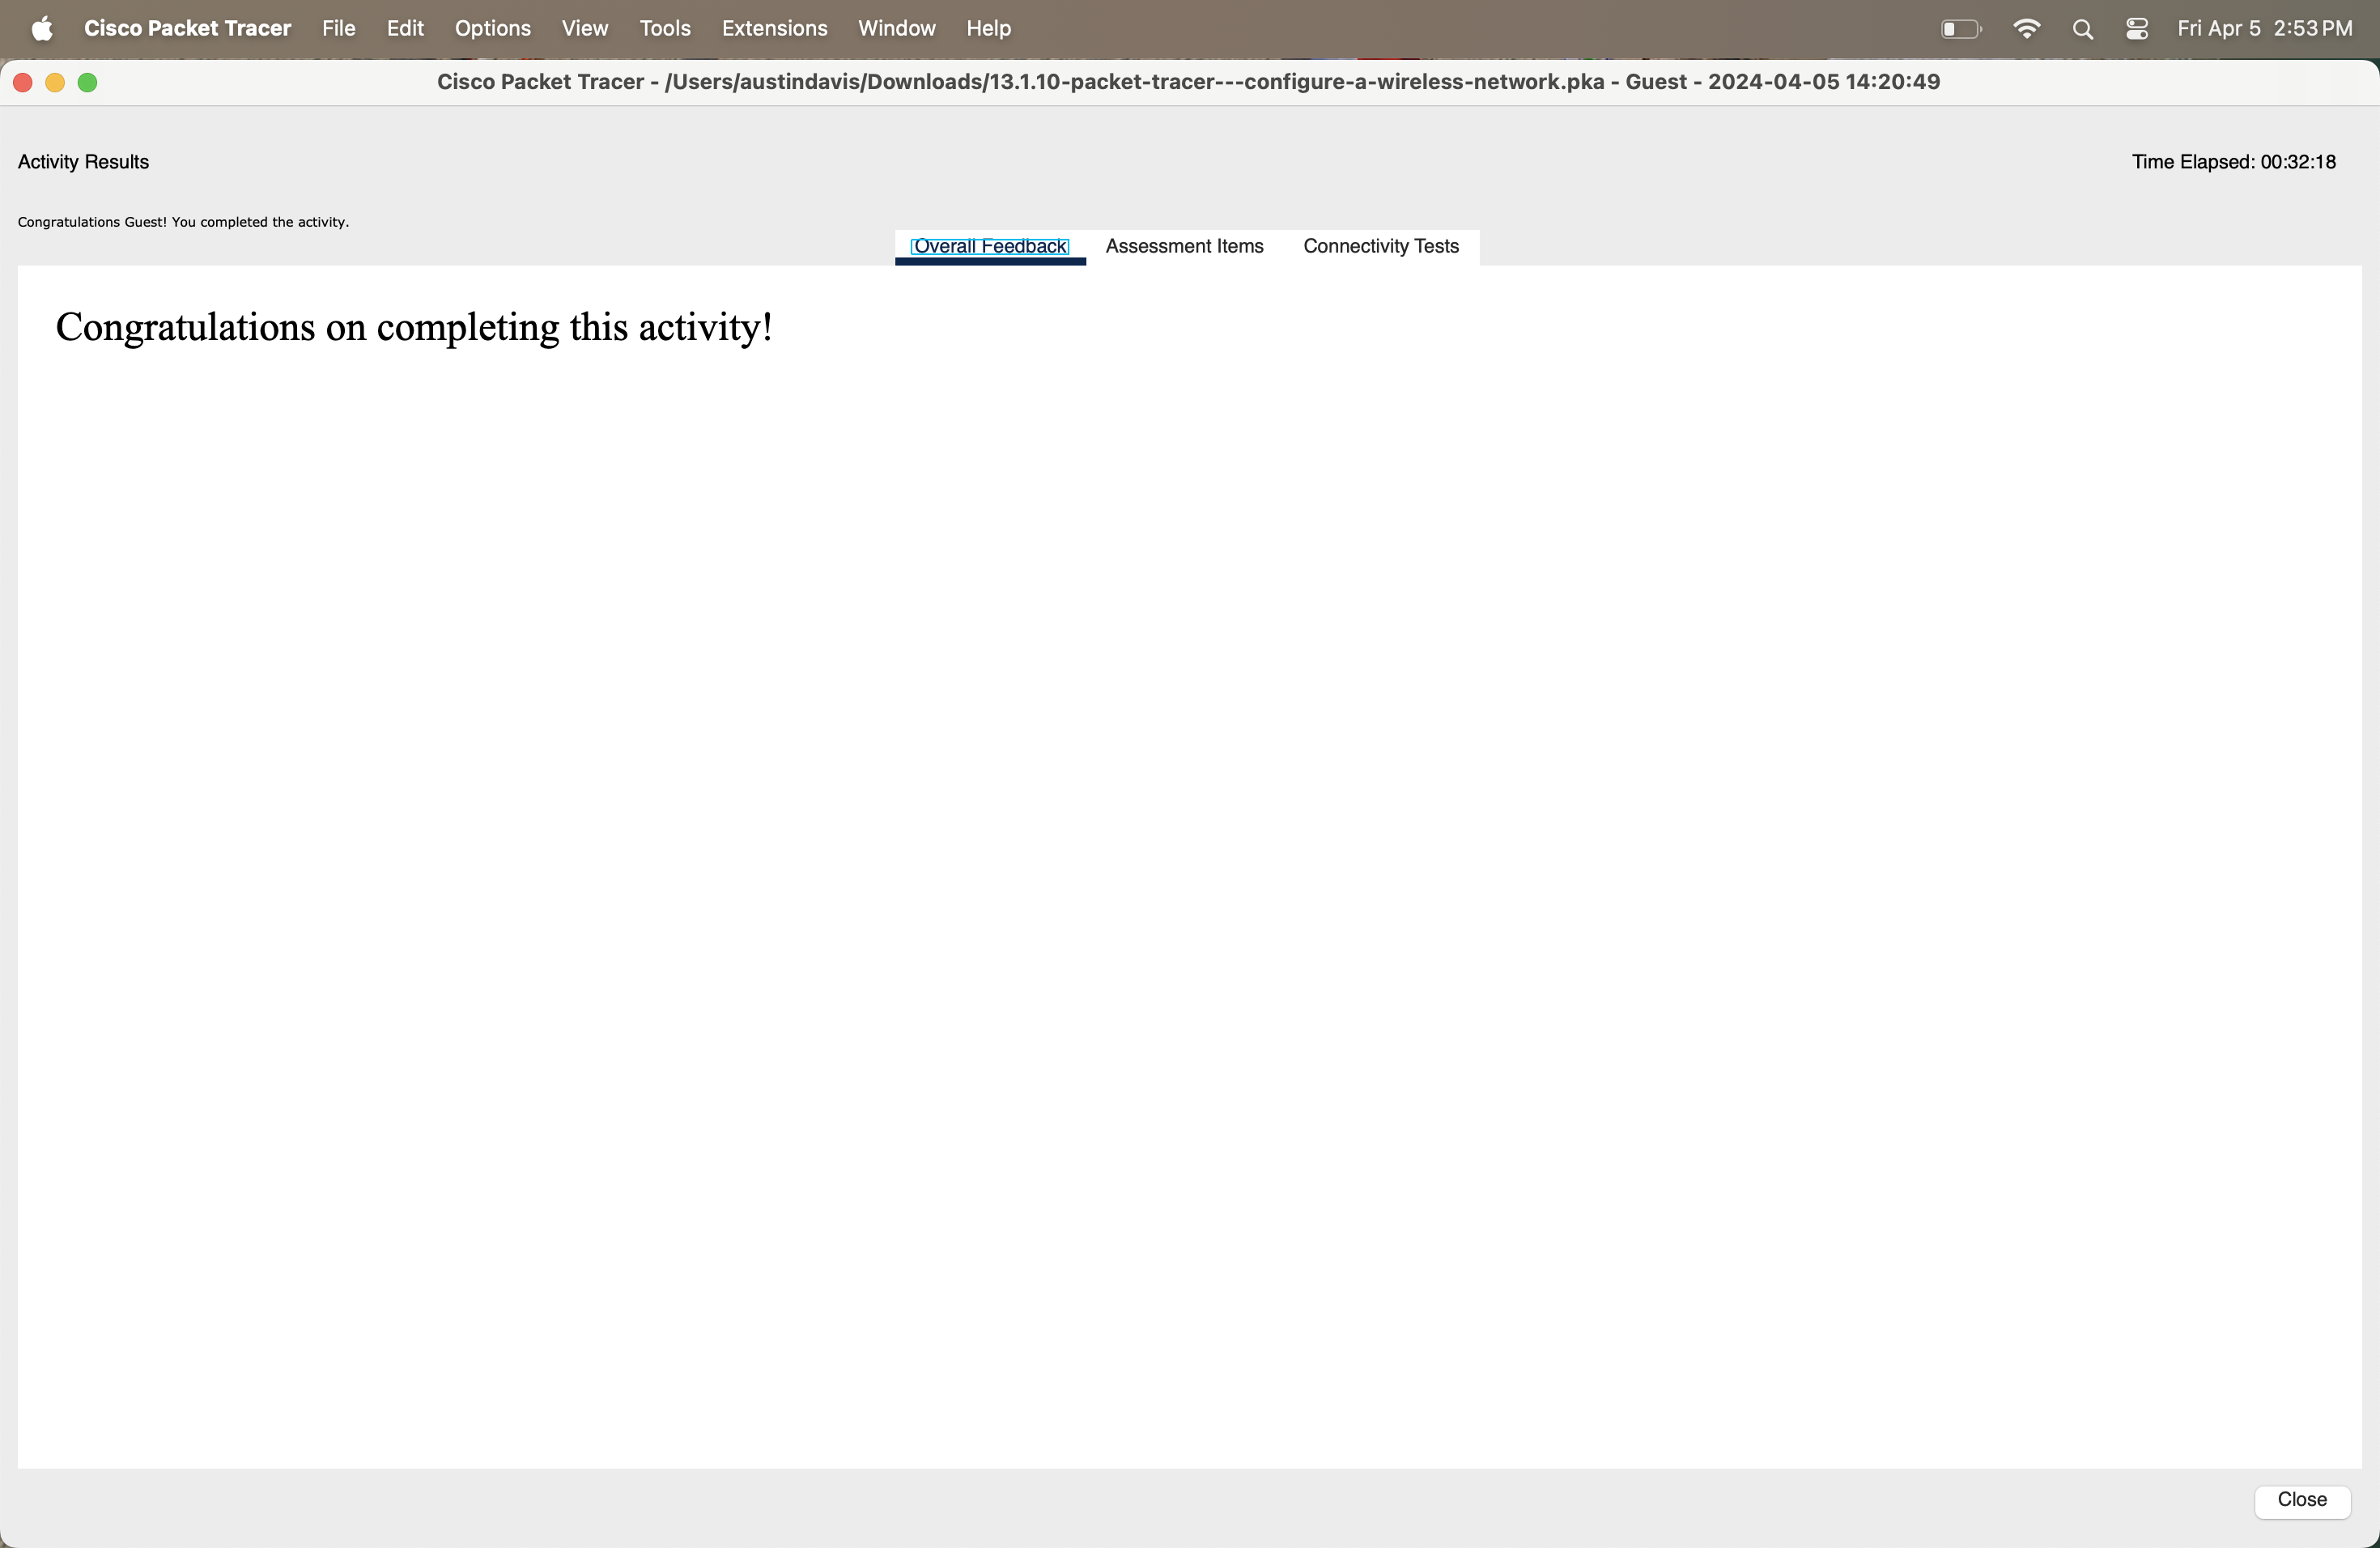 Cisco Packet Tracer File Edit Options View Tools Extensions Window Help Fri Apr 5 2:53 PM
Cisco Packet Tracer - /Users/austindavis/Downloads/13.1.10-packet-tracer---configure-a-wireless-network.pka - Guest - 2024-04-05 14:20:49
Activity Results Time Elapsed: 00:32:18
Congratulations Guest! You completed the activity.
Overall Feedback Assessment Items Connectivity Tests
Congratulations on completing this activity!
Close